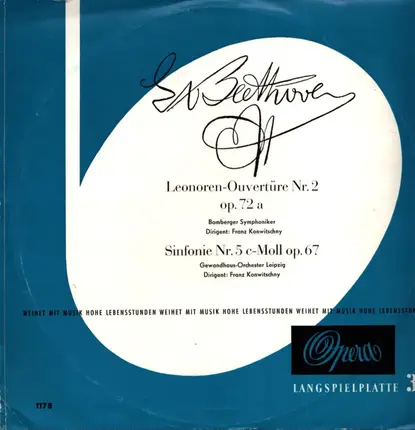 L v Beethoven
Leonoren-Ouvertüre Nr. 2
op. 72 a
Bamberger Symphoniker
Dirigent: Franz Konwitschny
Sinfonie Nr. 5 c-Moll op. 67
Gewandhaus-Orchester Leipzig
Dirigent: Franz Konwitschny
WEIHET MIT MUSIK HOHE LEBENSSTUNDEN WEIHET MIT MUSIK HOHE LEBENSSTUNDEN WEIHET MIT MUSIK HOHE LEBENSSTUN
Opera
LANGSPIELPLATTE 3
1178